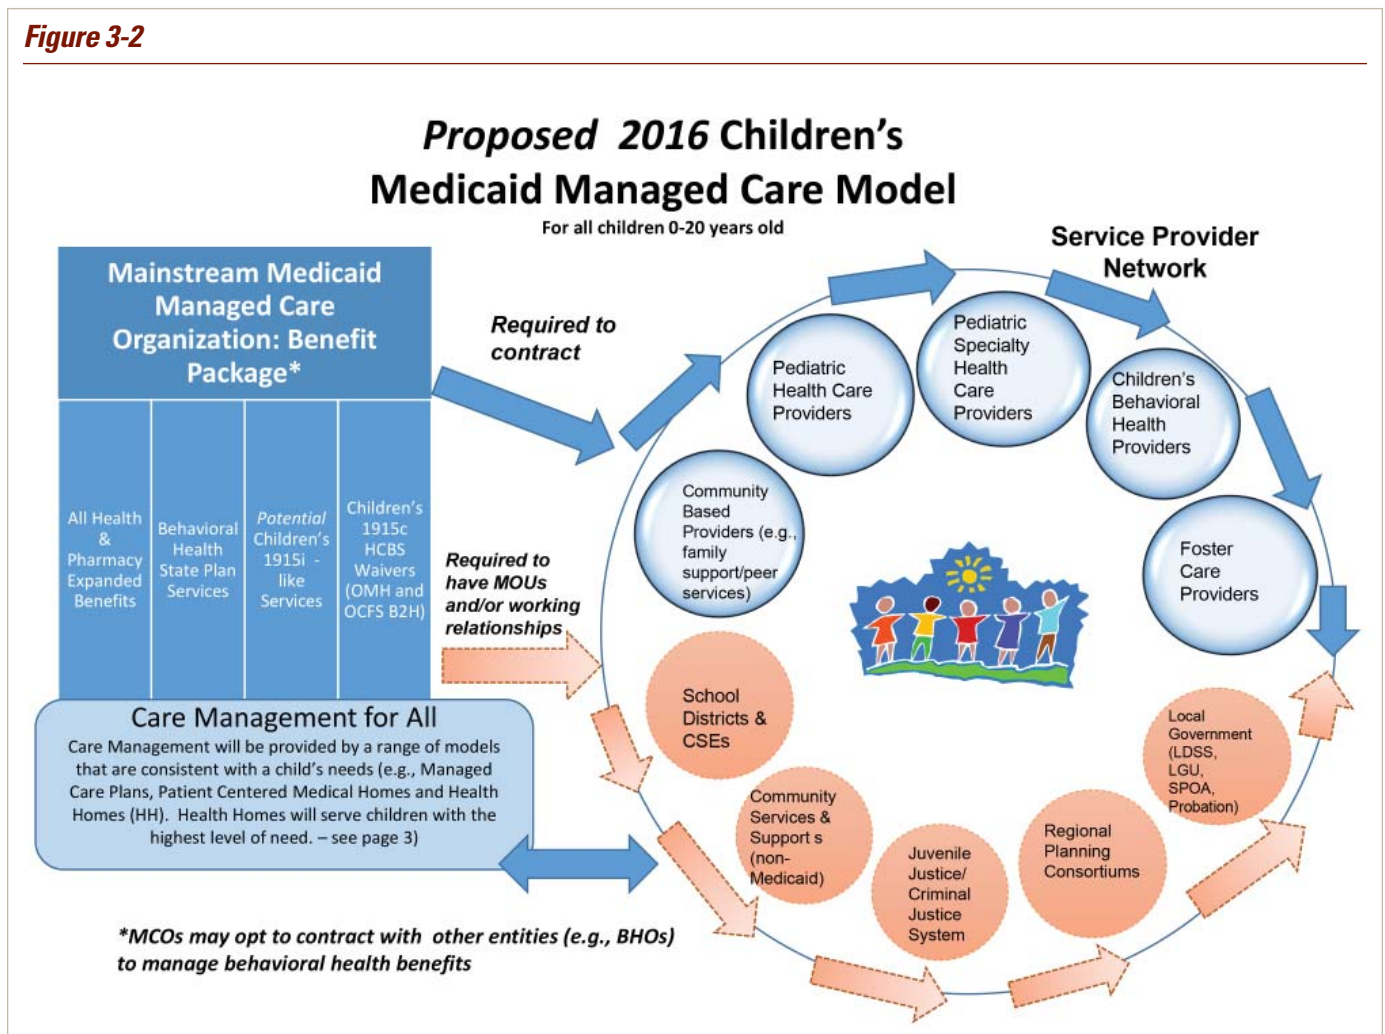 Figure 3-2
Proposed 2016 Children's
Medicaid Managed Care Model
For all children 0-20 years old
Service Provider
Network
Mainstream Medicaid
Managed Care
Organization: Benefit
Package*
All Health
&
Pharmacy
Expanded
Benefits
Behavioral
Health
State Plan
Services
Potential
Children's
1915i -
like
Services
Children's
1915c
HCBS
Waivers
(OMH and
OCFS B2H)
Required to
contract
Required to
have MOUs
and/or working
relationships
Care Management for All
Care Management will be provided by a range of models
that are consistent with a child's needs (e.g., Managed
Care Plans, Patient Centered Medical Homes and Health
Homes (HH). Health Homes will serve children with the
highest level of need. – see page 3)
*MCOs may opt to contract with other entities (e.g., BHOs)
to manage behavioral health benefits
Community
Based
Providers (e.g.,
family
support/peer
services)
Pediatric
Health Care
Providers
Pediatric
Specialty
Health
Care
Providers
Children's
Behavioral
Health
Providers
Foster
Care
Providers
School
Districts &
CSEs
Community
Services &
Support s
(non-
Medicaid)
Juvenile
Justice/
Criminal
Justice
System
Regional
Planning
Consortiums
Local
Government
(LDSS,
LGU,
SPOA,
Probation)